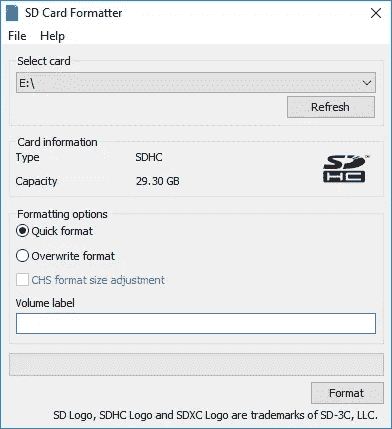 SD Card Formatter
File Help
Select card
E:\
Refresh
Card information
Type SDHC
Capacity 29.30 GB
SD
HC
Formatting options
Quick format
Overwrite format
CHS format size adjustment
Volume label
Format
SD Logo, SDHC Logo and SDXC Logo are trademarks of SD-3C, LLC.